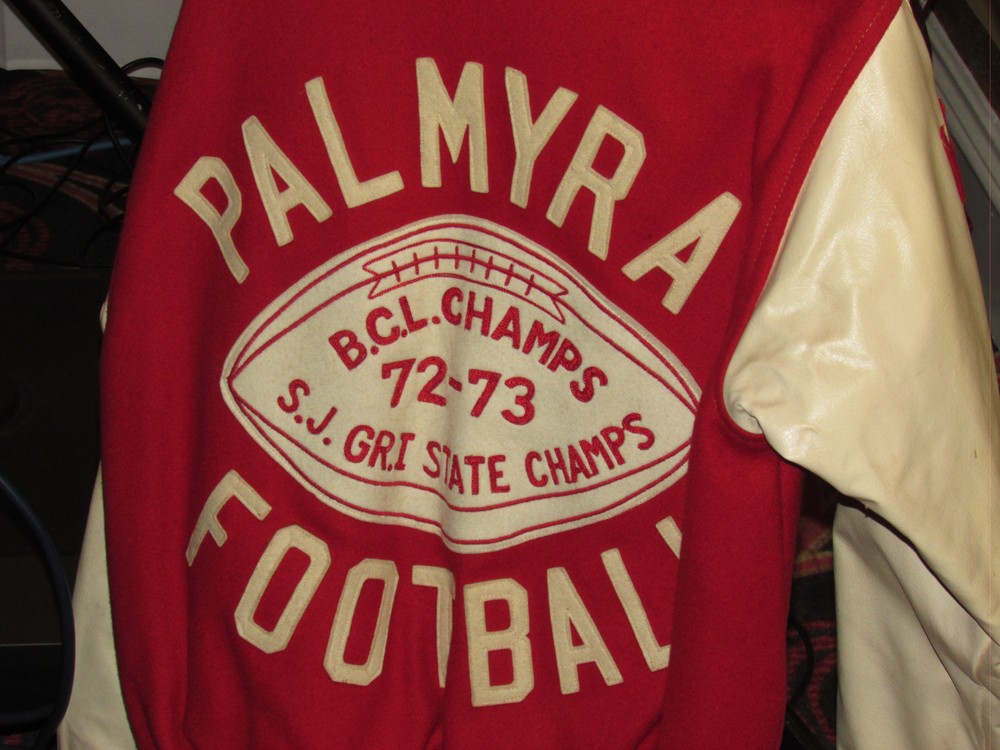 PALMYRA
B.C.L. CHAMPS
72-73
S.J. GR.I STATE CHAMPS
FOOTBALL